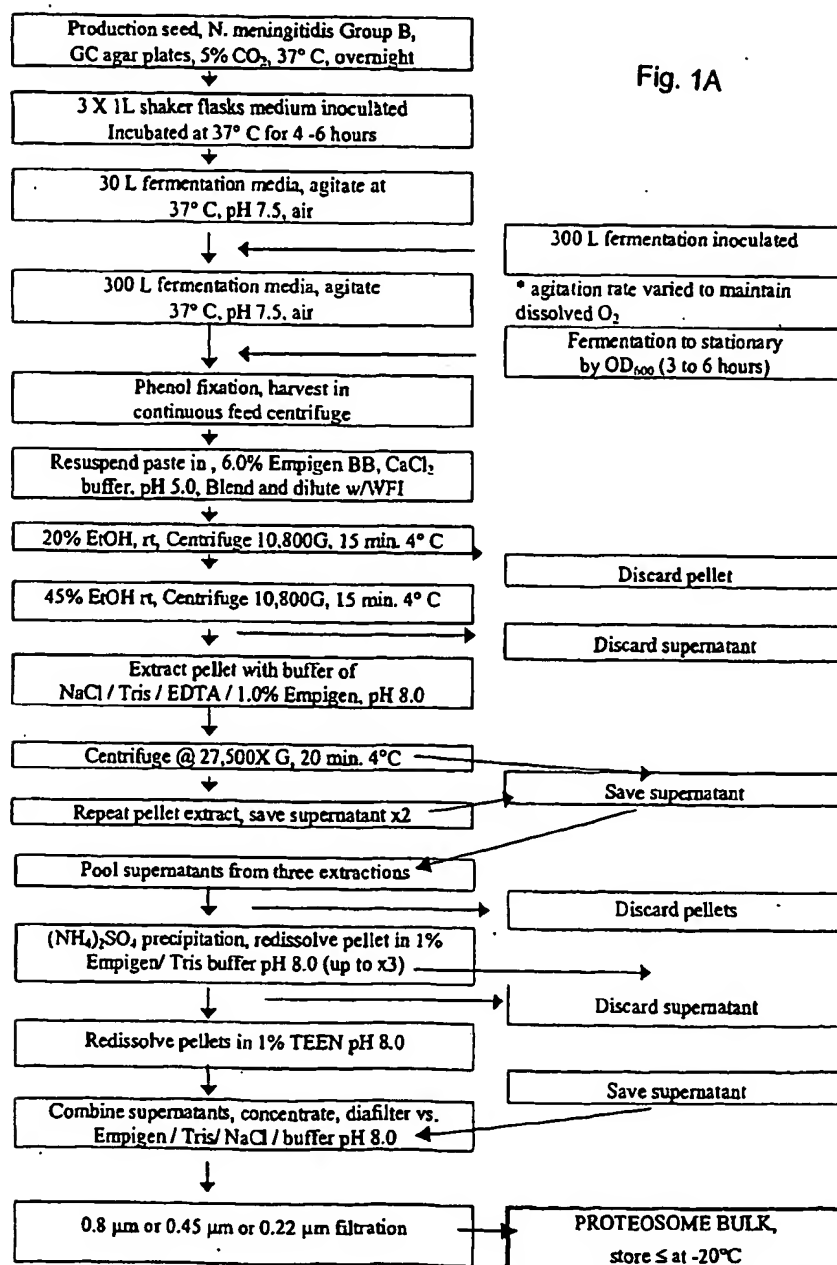 Fig. 1A
Production seed, N. meningitidis Group B,
GC agar plates, 5% CO₂, 37° C, overnight
3 X 1L shaker flasks medium inoculated
Incubated at 37° C for 4 -6 hours
30 L fermentation media, agitate at
37° C, pH 7.5, air
300 L fermentation inoculated
300 L fermentation media, agitate
37° C, pH 7.5, air
* agitation rate varied to maintain
dissolved O₂
Fermentation to stationary
by OD₆₀₀ (3 to 6 hours)
Phenol fixation, harvest in
continuous feed centrifuge
Resuspend paste in , 6.0% Empigen BB, CaCl₂
buffer, pH 5.0, Blend and dilute w/WFI
20% EtOH, rt, Centrifuge 10,800G, 15 min. 4° C
Discard pellet
45% EtOH rt, Centrifuge 10,800G, 15 min. 4° C
Discard supernatant
Extract pellet with buffer of
NaCl / Tris / EDTA / 1.0% Empigen, pH 8.0
Centrifuge @ 27,500X G, 20 min. 4°C
Save supernatant
Repeat pellet extract, save supernatant x2
Pool supernatants from three extractions
Discard pellets
(NH₄)₂SO₄ precipitation, redissolve pellet in 1%
Empigen/ Tris buffer pH 8.0 (up to x3)
Discard supernatant
Redissolve pellets in 1% TEEN pH 8.0
Save supernatant
Combine supernatants, concentrate, diafilter vs.
Empigen / Tris/ NaCl / buffer pH 8.0
0.8 µm or 0.45 µm or 0.22 µm filtration
PROTEOSOME BULK,
store ≤ at -20°C